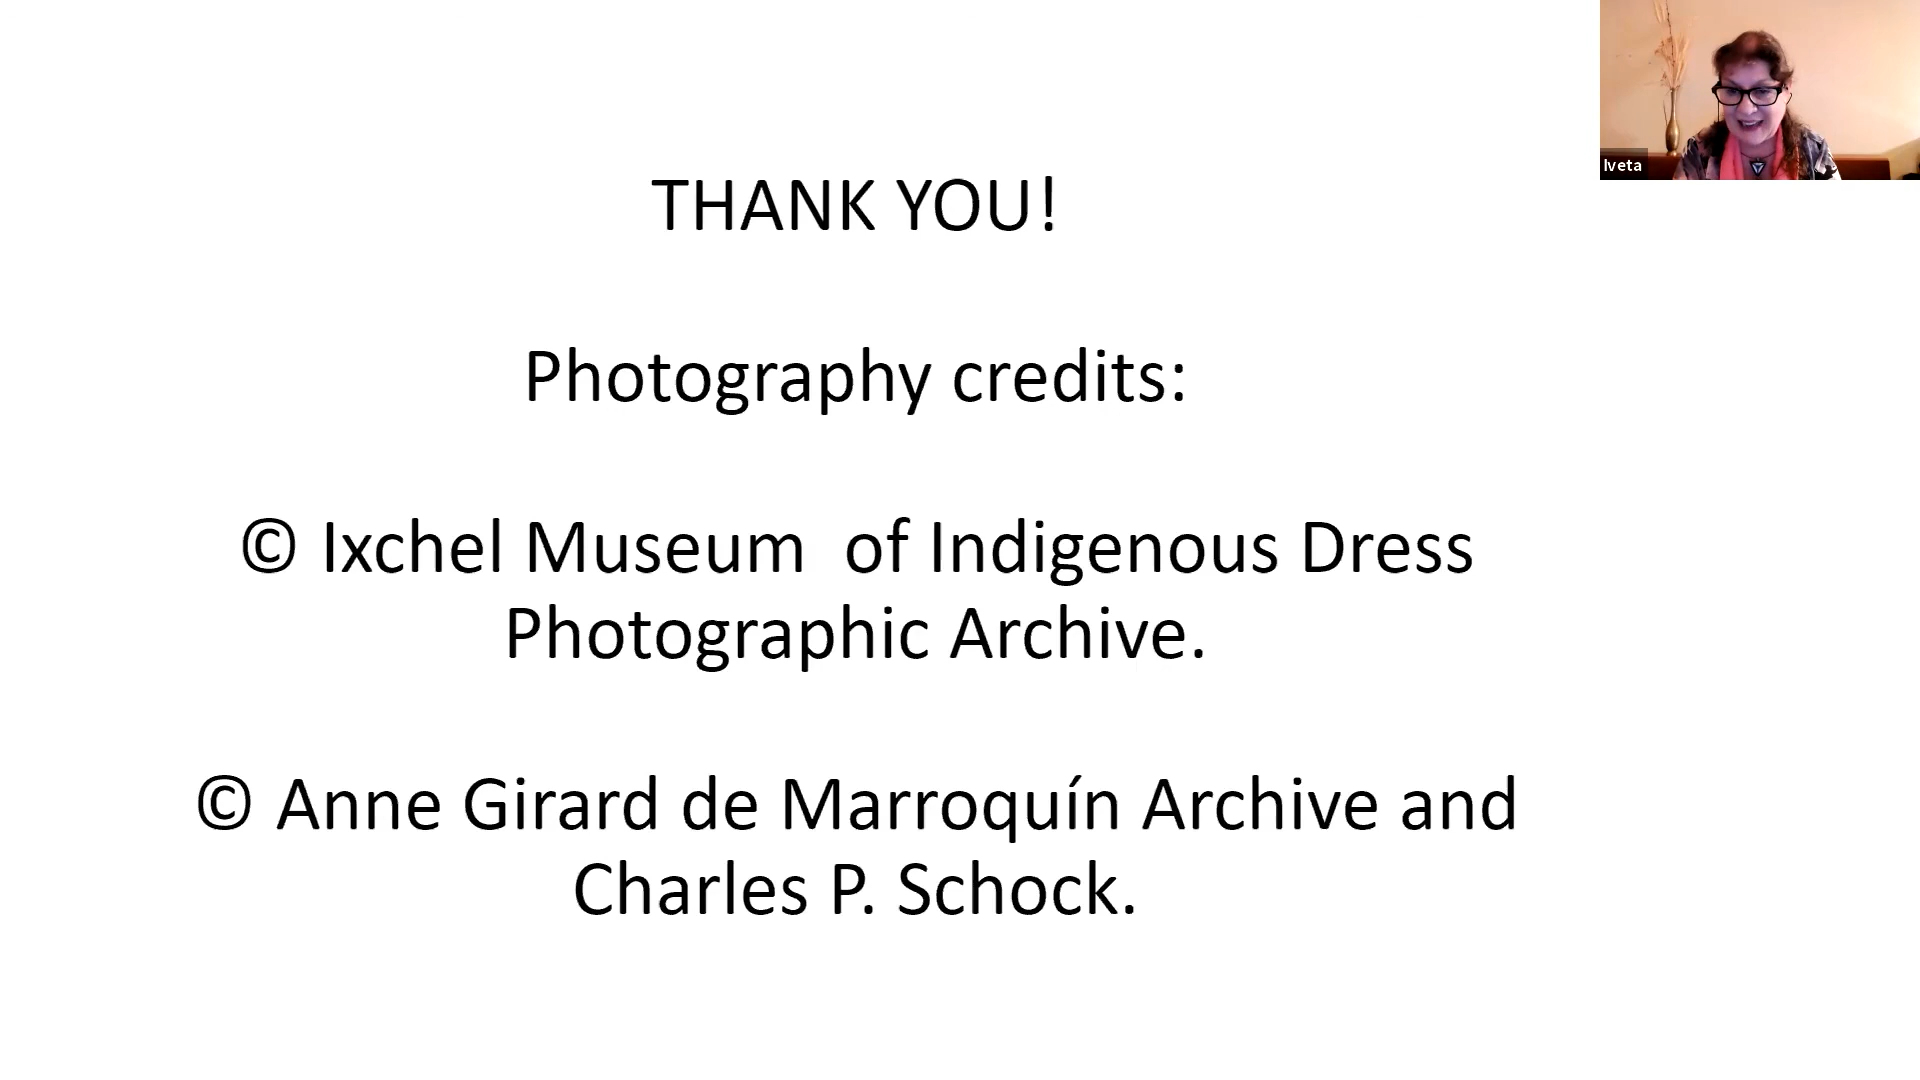 THANK YOU!
Photography credits:
© Ixchel Museum  of Indigenous Dress
Photographic Archive.
© Anne Girard de Marroquín Archive and
Charles P. Schock.
Iveta